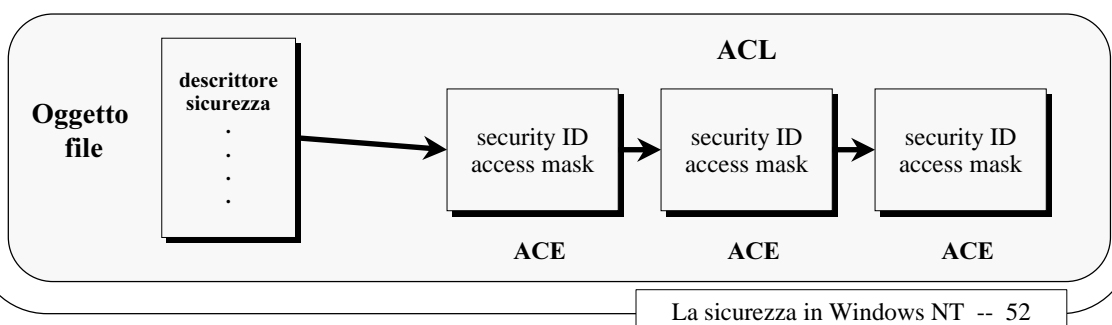 ACL
descrittore
sicurezza
.
.
.
.
Oggetto
file
security ID
access mask
security ID
access mask
security ID
access mask
ACE
ACE
ACE
La sicurezza in Windows NT -- 52